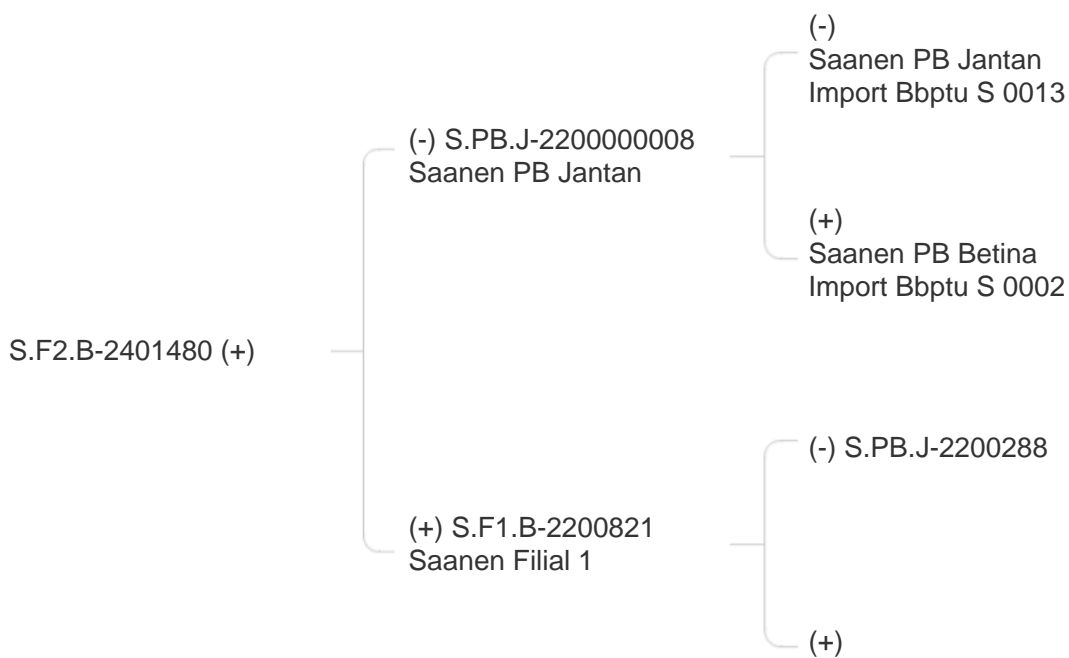 (-)
Saanen PB Jantan
Import Bbptu S 0013
(-) S.PB.J-2200000008
Saanen PB Jantan
(+)
Saanen PB Betina
Import Bbptu S 0002
S.F2.B-2401480 (+)
(-) S.PB.J-2200288
(+) S.F1.B-2200821
Saanen Filial 1
(+)